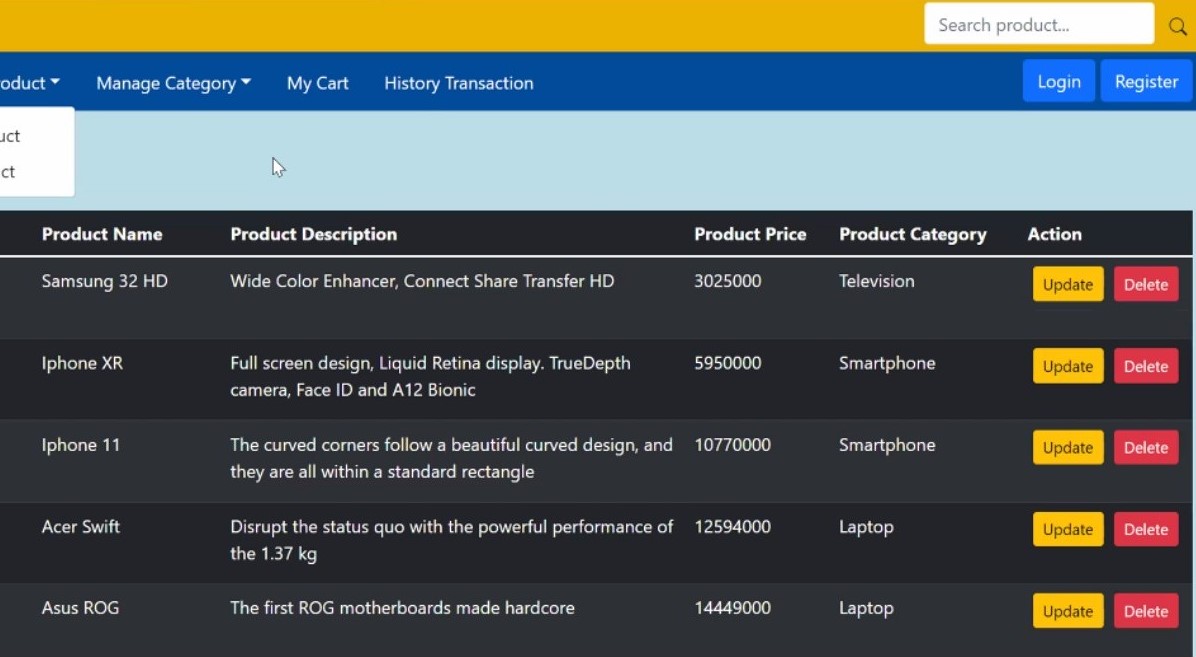 Search product...
oduct Manage Category My Cart History Transaction Login Register
uct
ct
Product Name Product Description Product Price Product Category Action
Samsung 32 HD Wide Color Enhancer, Connect Share Transfer HD 3025000 Television Update Delete
Iphone XR Full screen design, Liquid Retina display. TrueDepth 5950000 Smartphone Update Delete
camera, Face ID and A12 Bionic
Iphone 11 The curved corners follow a beautiful curved design, and 10770000 Smartphone Update Delete
they are all within a standard rectangle
Acer Swift Disrupt the status quo with the powerful performance of 12594000 Laptop Update Delete
the 1.37 kg
Asus ROG The first ROG motherboards made hardcore 14449000 Laptop Update Delete